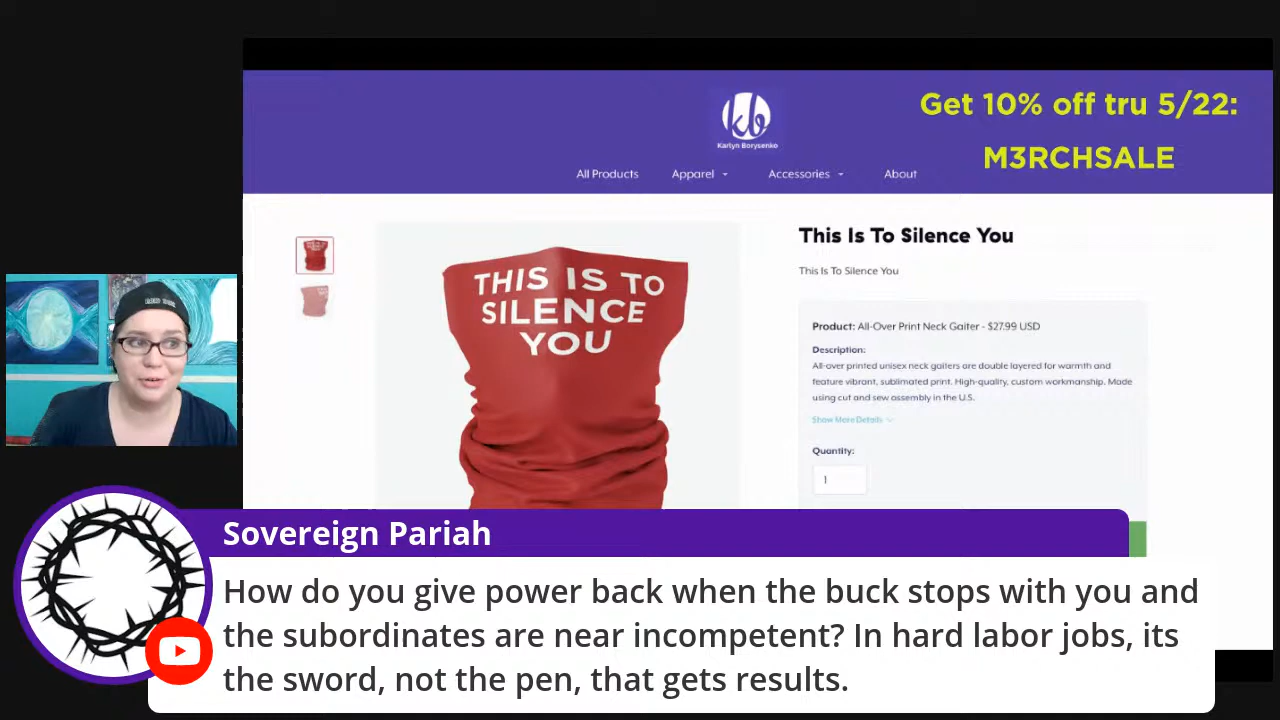 Get 10% off tru 5/22:
M3RCHSALE
kb
Karlyn Borysenko
All Products Apparel Accessories About
This Is To Silence You
This Is To Silence You
THIS IS TO
SILENCE
YOU
Product: All-Over Print Neck Gaiter - $27.99 USD
Description:
All-over printed unisex neck gaiters are double layered for warmth and
feature vibrant, sublimated print. High-quality, custom workmanship. Made
using cut and sew assembly in the U.S.
Show More Details
Quantity:
1
Sovereign Pariah
How do you give power back when the buck stops with you and
the subordinates are near incompetent? In hard labor jobs, its
the sword, not the pen, that gets results.